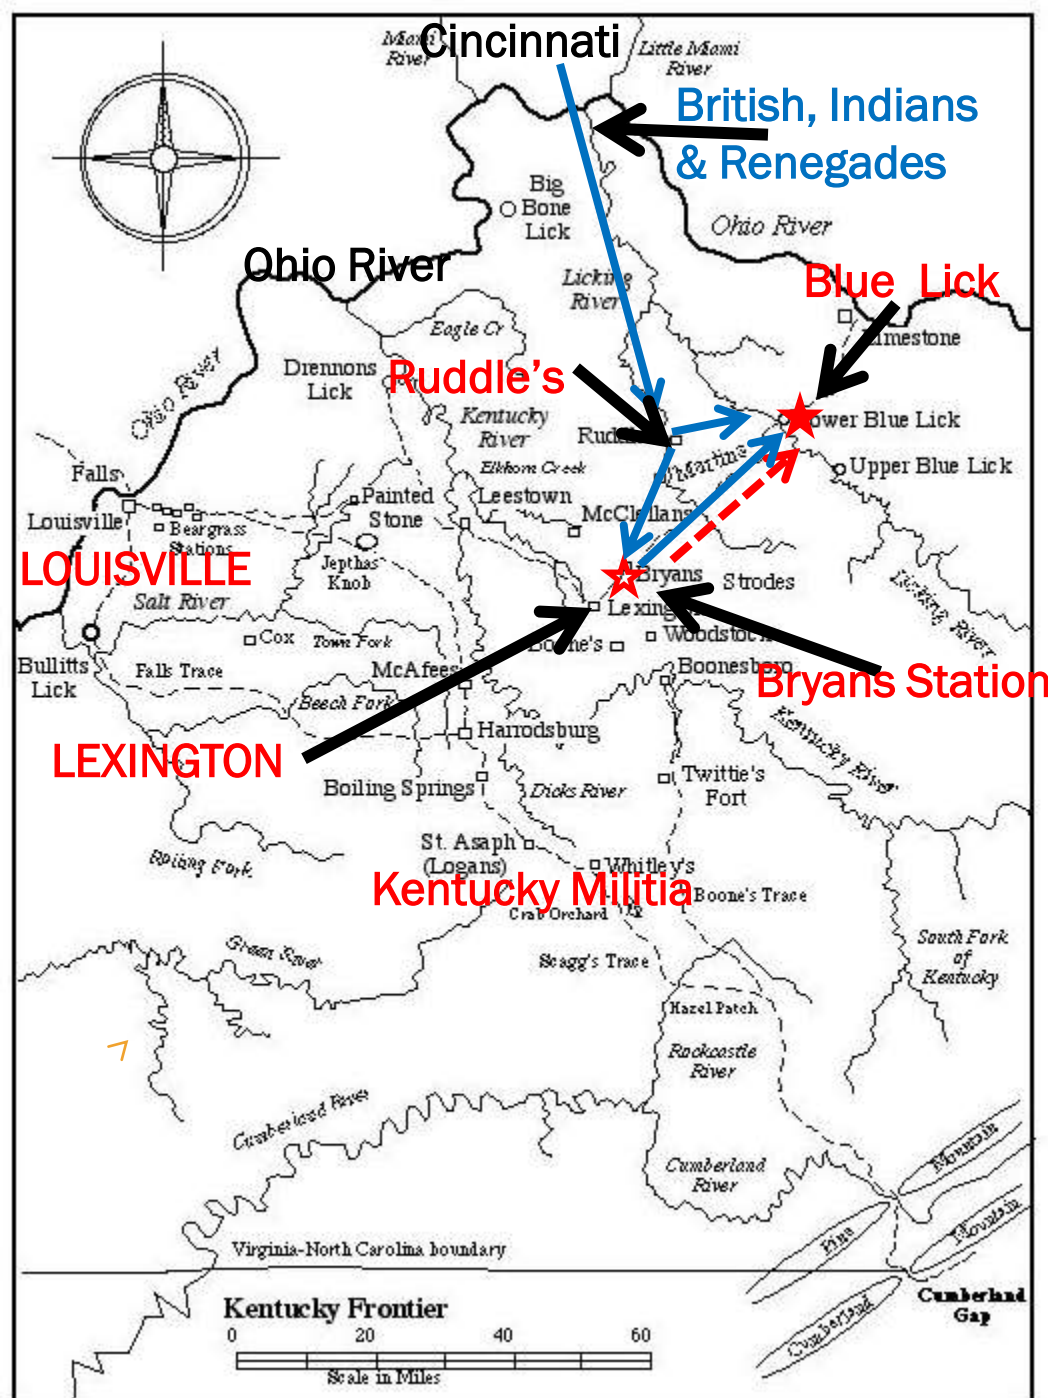 Miami
River
Cincinnati
Little Miami
River
British, Indians
& Renegades
Big
Bone
Lick
Ohio River
Ohio River
Licking
River
Blue Lick
Limestone
Eagle Cr
Ohio River
Drennons
Lick
Ruddle's
Kentucky
River
Lower Blue Lick
Elkhorn Creek
Martins
Upper Blue Lick
Falls
Painted
Stone
Leestown
McClellans
Louisville
Beargrass
Stations
LOUISVILLE
Jepthas
Knob
Bryans
Strodes
Salt River
Licking River
Cox
Town Fork
Boone's
Woodstock
Bullitts
Lick
Falls Trace
McAfees
Boonesboro
Bryans Station
Beech Fork
Kentucky River
LEXINGTON
Harrodsburg
Boiling Springs
Dicks River
Twittie's
Fort
St. Asaph
(Logans)
Rolling Fork
Whitley's
Kentucky Militia
Boone's Trace
Crab Orchard
Green River
Scagg's Trace
South Fork
of
Kentucky
Hazel Patch
Rockcastle
River
Cumberland River
Cumberland
River
Mountain
Pine
Mountain
Virginia-North Carolina boundary
Cumberland
Cumberland
Gap
Kentucky Frontier
0 20 40 60
Scale in Miles